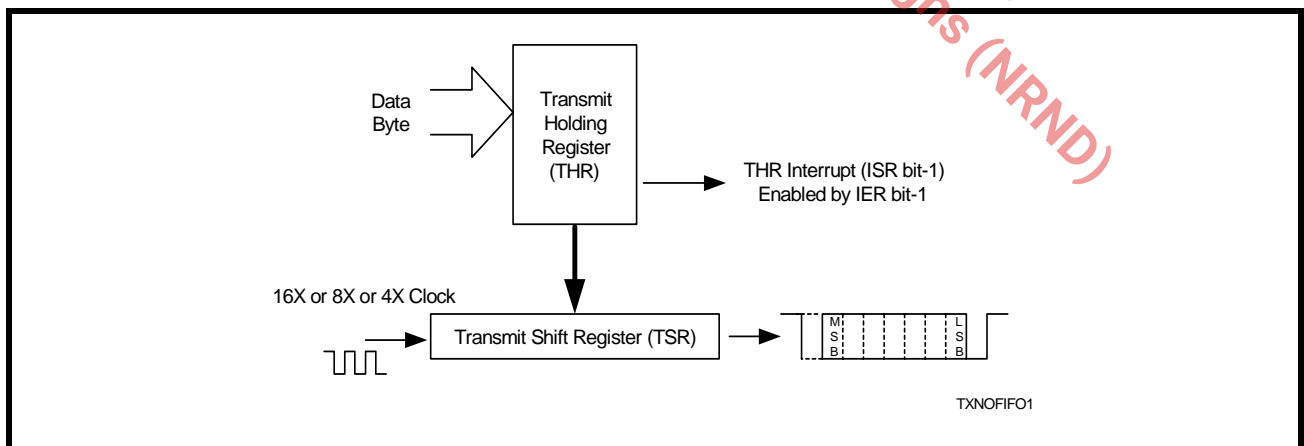 gns (NRND)
Data
Byte
Transmit
Holding
Register
(THR)
THR Interrupt (ISR bit-1)
Enabled by IER bit-1
16X or 8X or 4X Clock
Transmit Shift Register (TSR)
M
S
B
L
S
B
TXNOFIFO1